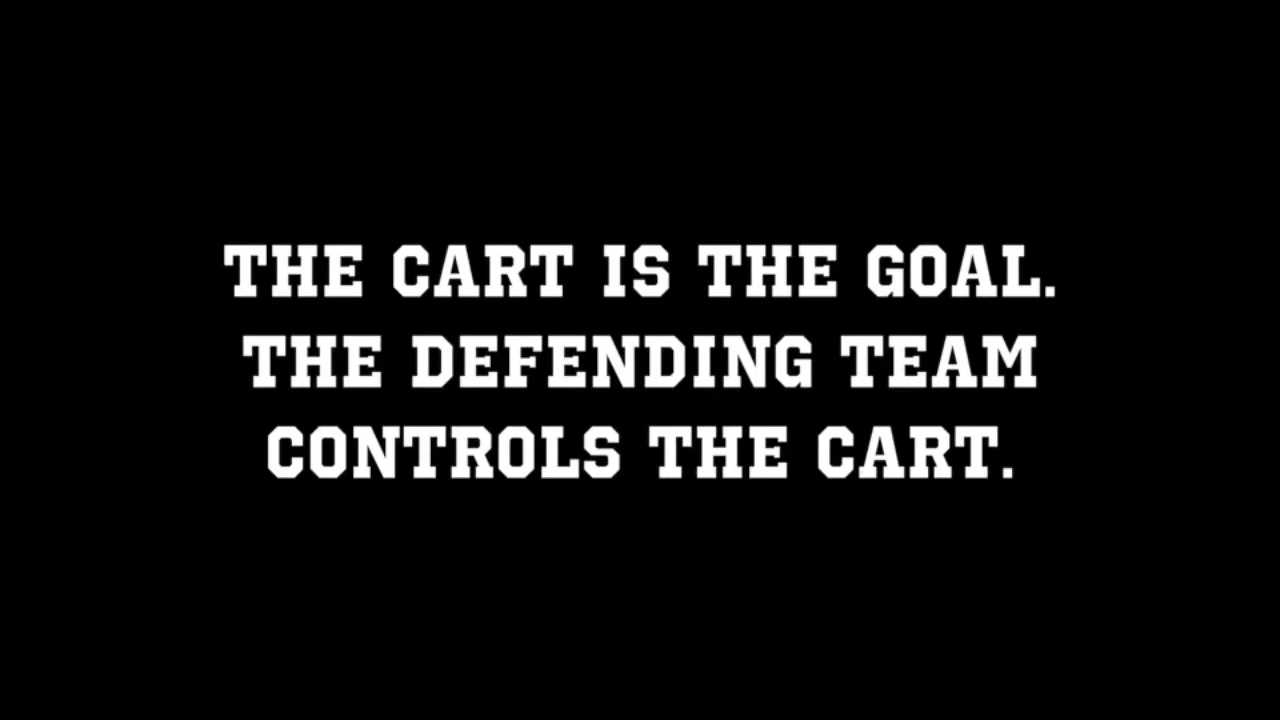 THE CART IS THE GOAL.
THE DEFENDING TEAM
CONTROLS THE CART.